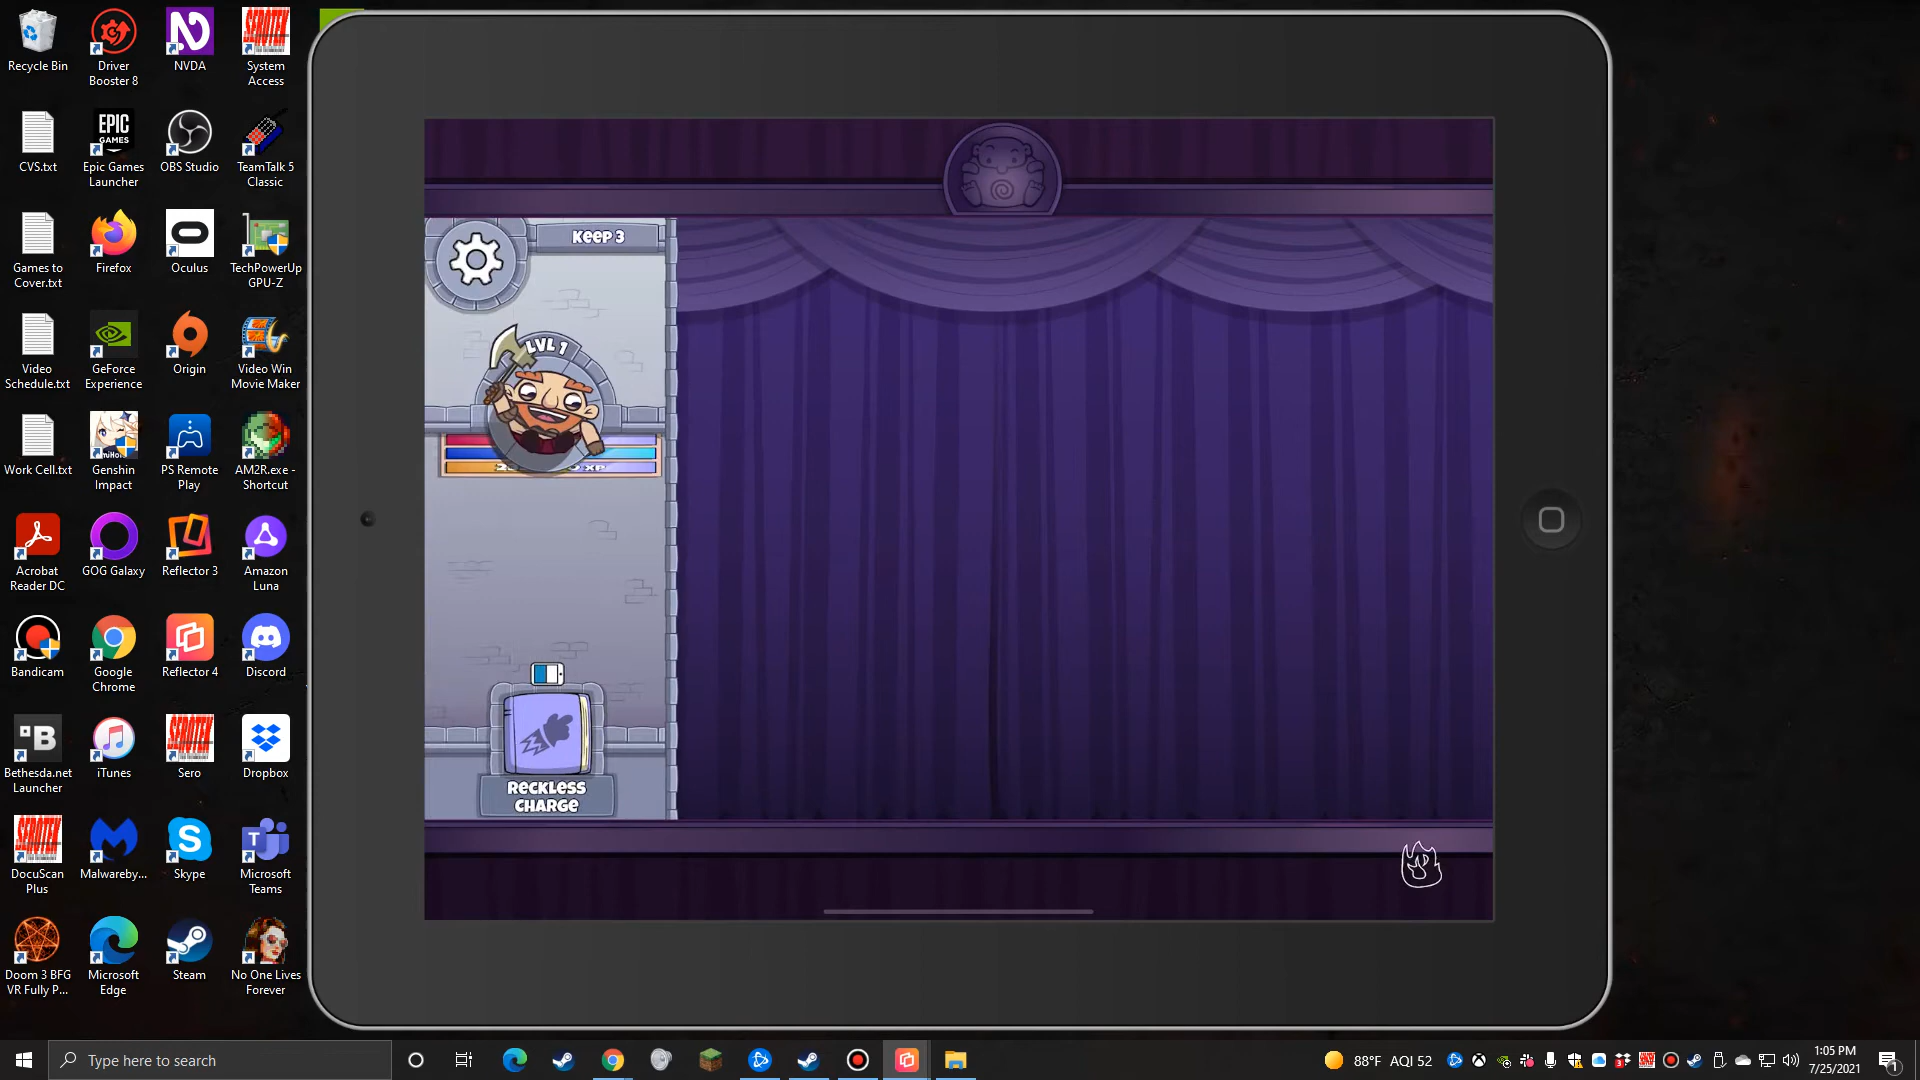 Recycle Bin
Driver
Booster 8
NVDA
SEROTEK
System
Access
CVS.txt
EPIC
GAMES
Epic Games
Launcher
OBS Studio
TeamTalk 5
Classic
Games to
Cover.txt
Firefox
Oculus
TechPowerUp
GPU-Z
Video
Schedule.txt
GeForce
Experience
Origin
Video Win
Movie Maker
Work Cell.txt
Genshin
Impact
PS Remote
Play
AM2R.exe -
Shortcut
Acrobat
Reader DC
GOG Galaxy
Reflector 3
Amazon
Luna
Bandicam
Google
Chrome
Reflector 4
Discord
B
Bethesda.net
Launcher
iTunes
SEROTEK
Sero
Dropbox
SEROTEK
DocuScan
Plus
Malwareby...
Skype
Microsoft
Teams
Doom 3 BFG
VR Fully P...
Microsoft
Edge
Steam
No One Lives
Forever
KEEP 3
LVL 1
XP
RECKLESS
CHARGE
Type here to search
88°F AQI 52
1:05 PM
7/25/2021